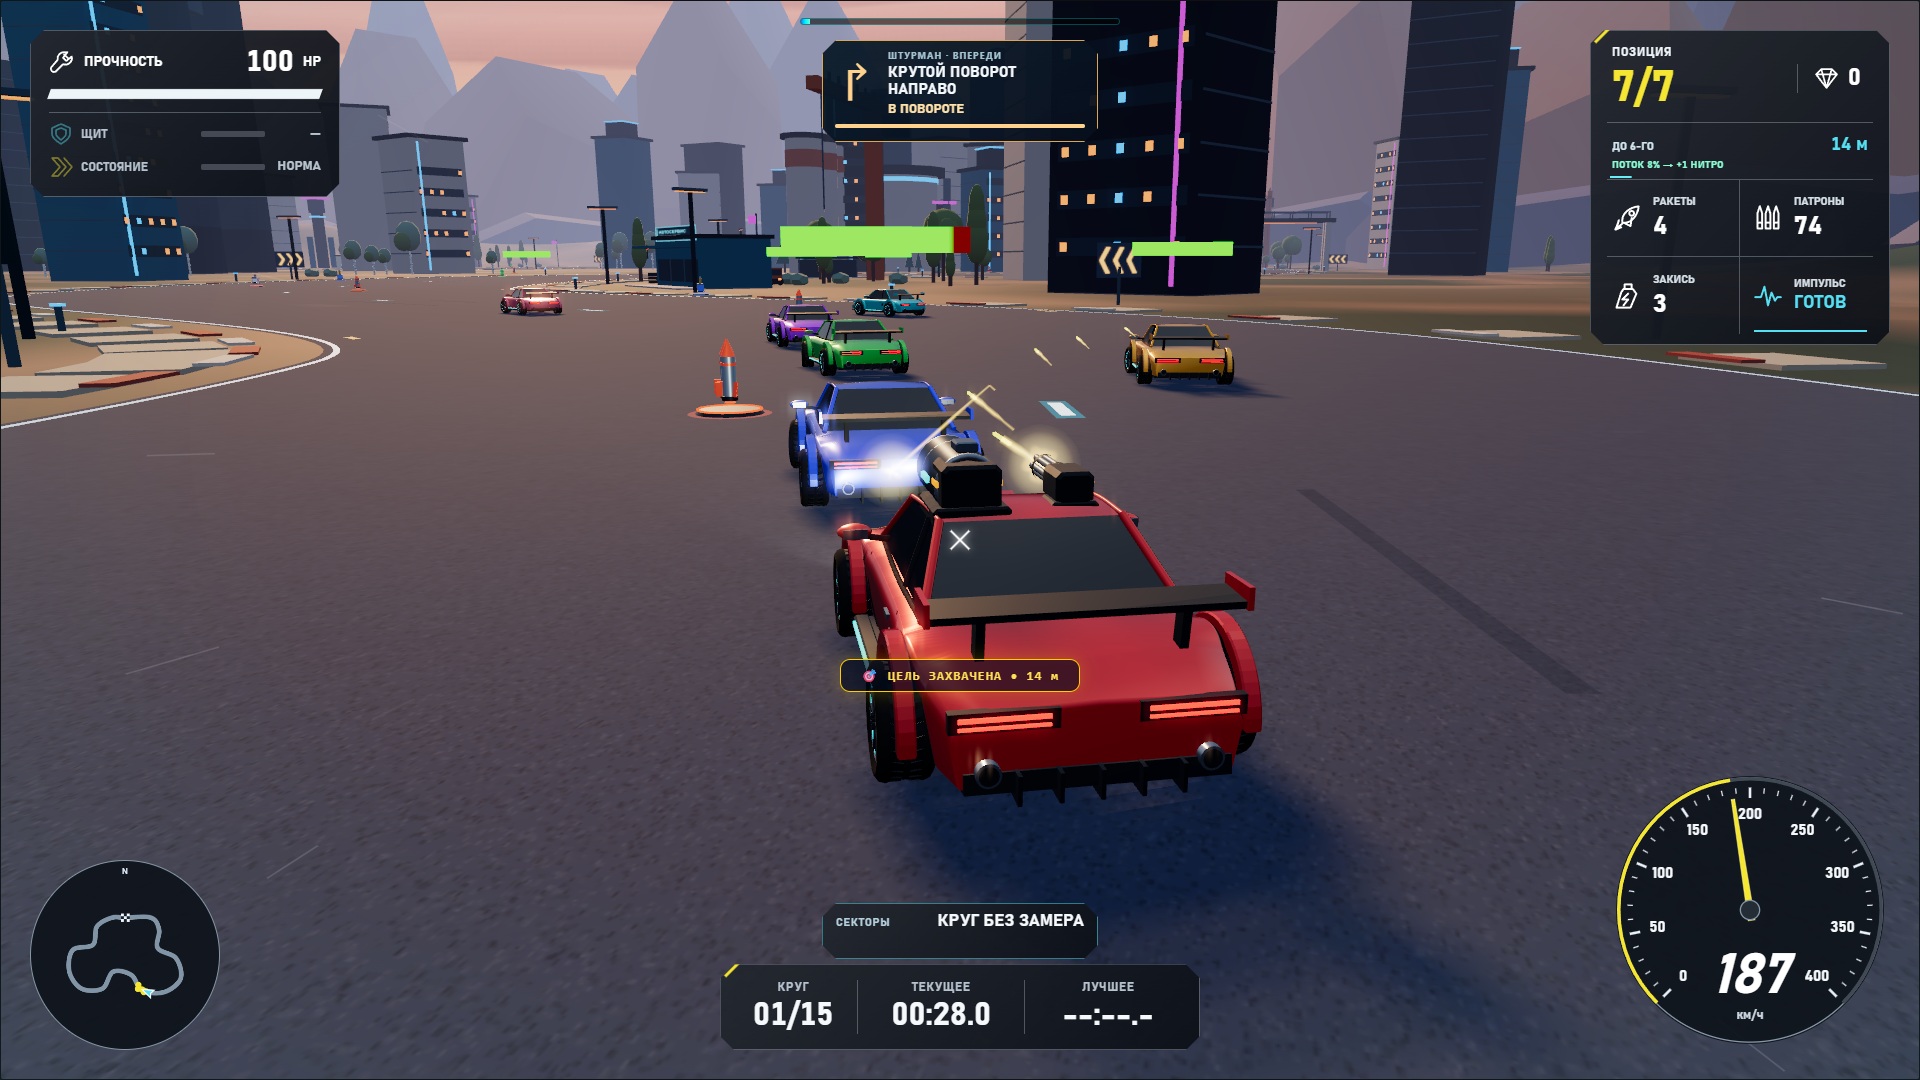 ПРОЧНОСТЬ 100 HP
ЩИТ —
СОСТОЯНИЕ НОРМА
ШТУРМАН · ВПЕРЕДИ
КРУТОЙ ПОВОРОТ
НАПРАВО
В ПОВОРОТЕ
ПОЗИЦИЯ
7/7 0
ДО 6-ГО 14 м
ПОТОК 8% → +1 НИТРО
РАКЕТЫ
4
ПАТРОНЫ
74
ЗАКИСЬ
3
ИМПУЛЬС
ГОТОВ
ЦЕЛЬ ЗАХВАЧЕНА • 14 м
N
СЕКТОРЫ КРУГ БЕЗ ЗАМЕРА
КРУГ
01/15
ТЕКУЩЕЕ
00:28.0
ЛУЧШЕЕ
--:--.-
0 50 100 150 200 250 300 350 400
187
км/ч